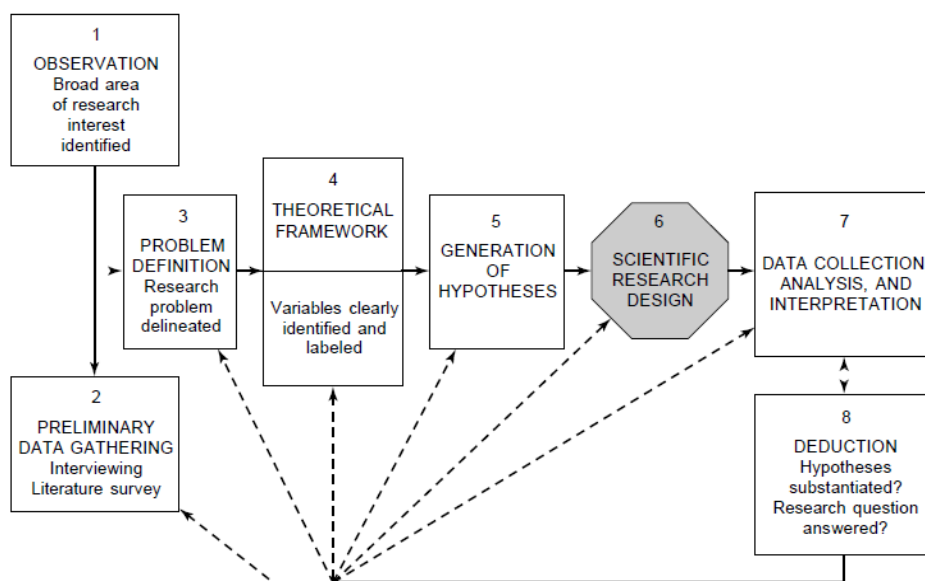 1
OBSERVATION
Broad area
of research
interest
identified
2
PRELIMINARY
DATA GATHERING
Interviewing
Literature survey
3
PROBLEM
DEFINITION
Research
problem
delineated
4
THEORETICAL
FRAMEWORK
Variables clearly
identified and
labeled
5
GENERATION
OF
HYPOTHESES
6
SCIENTIFIC
RESEARCH
DESIGN
7
DATA COLLECTION,
ANALYSIS, AND
INTERPRETATION
8
DEDUCTION
Hypotheses
substantiated?
Research question
answered?